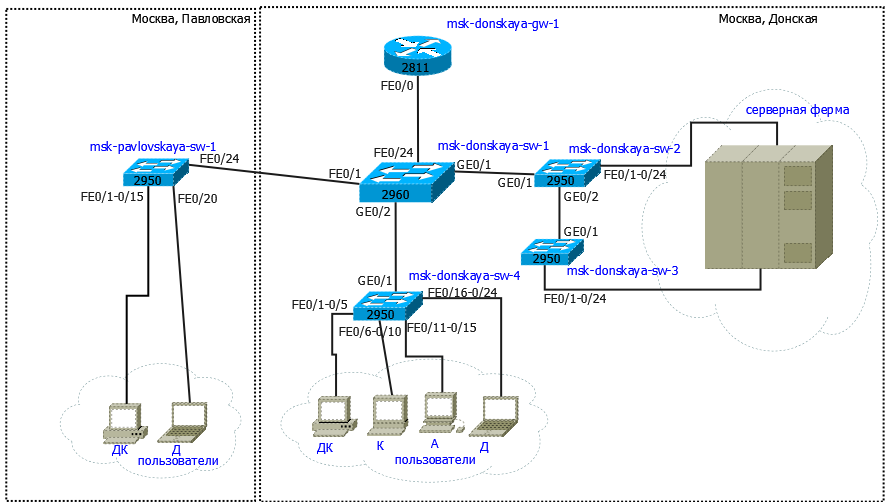 Москва, Павловская
Москва, Донская
msk-donskaya-gw-1
2811
FE0/0
серверная ферма
msk-pavlovskaya-sw-1
FE0/24
2950
FE0/1-0/15
FE0/20
FE0/24
msk-donskaya-sw-1
GE0/1
FE0/1
2960
GE0/2
msk-donskaya-sw-2
GE0/1
2950
FE0/1-0/24
GE0/2
GE0/1
2950
msk-donskaya-sw-3
FE0/1-0/24
GE0/1
msk-donskaya-sw-4
FE0/16-0/24
FE0/1-0/5
2950
FE0/6-0/10
FE0/11-0/15
ДК
Д
пользователи
ДК
К
А
Д
пользователи